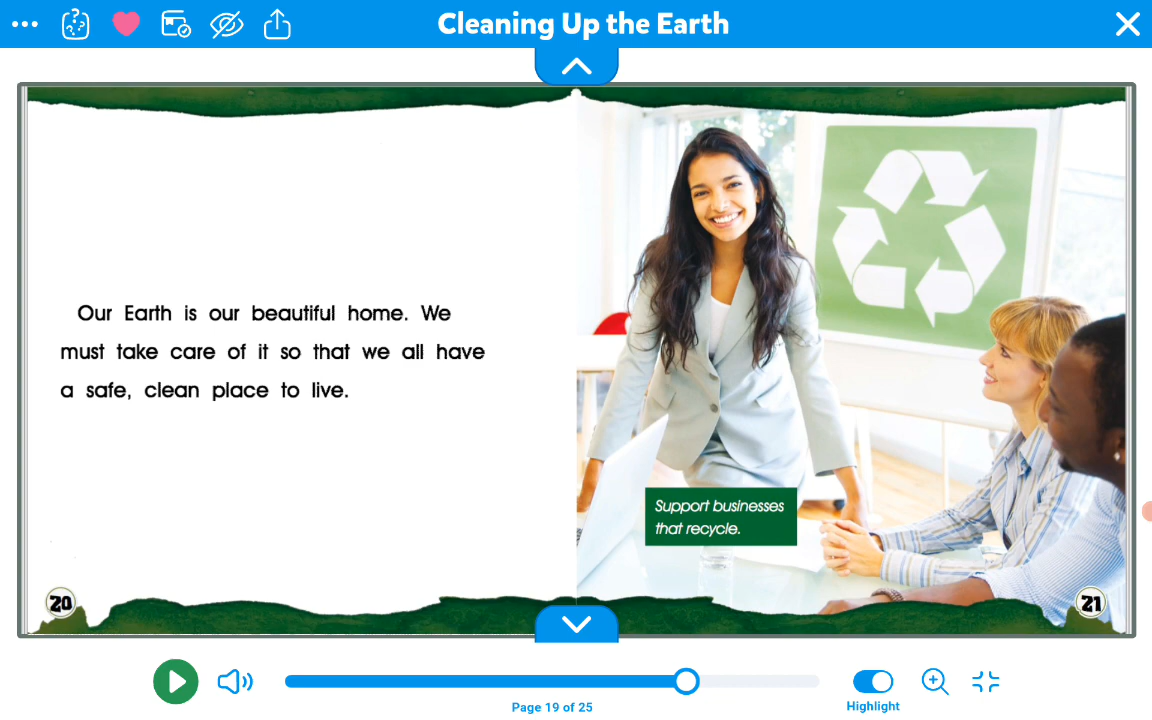 Cleaning Up the Earth
Our Earth is our beautiful home. We
must take care of it so that we all have
a safe, clean place to live.
Support businesses
that recycle.
20
21
Page 19 of 25
Highlight